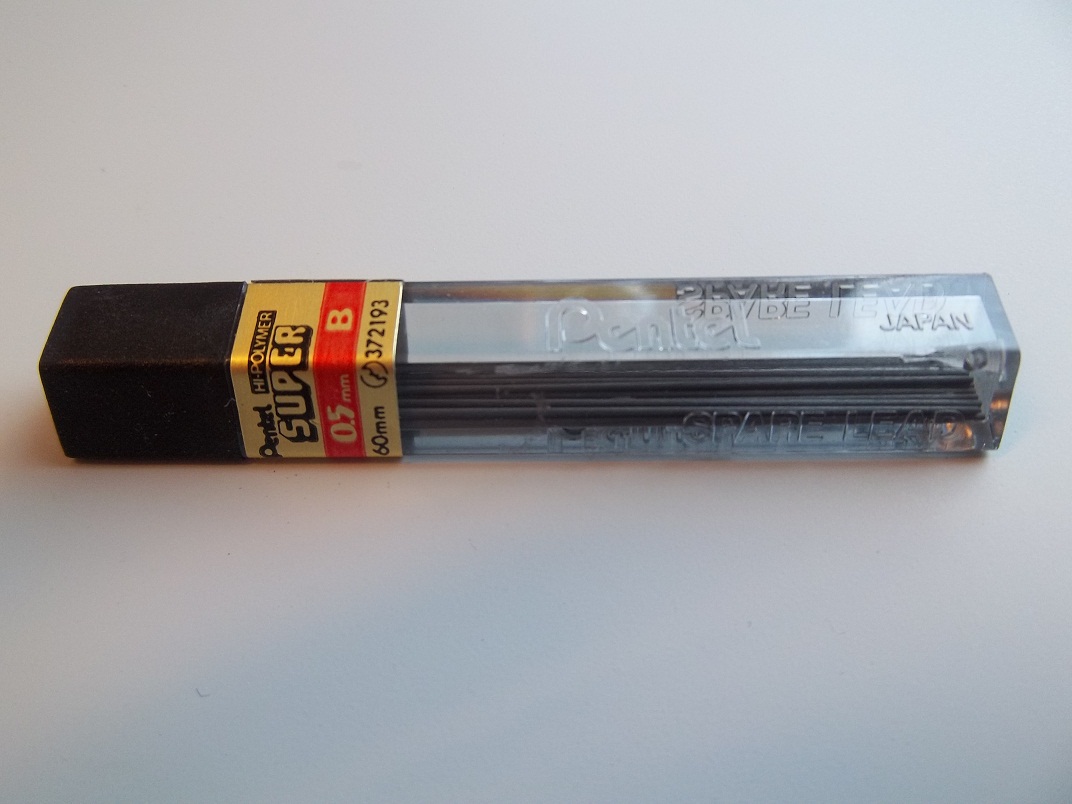 Pentel HI-POLYMER
SUPER
0.5mm B
60mm 372193
Pentel
SPARE LEAD
JAPAN
SPARE LEAD